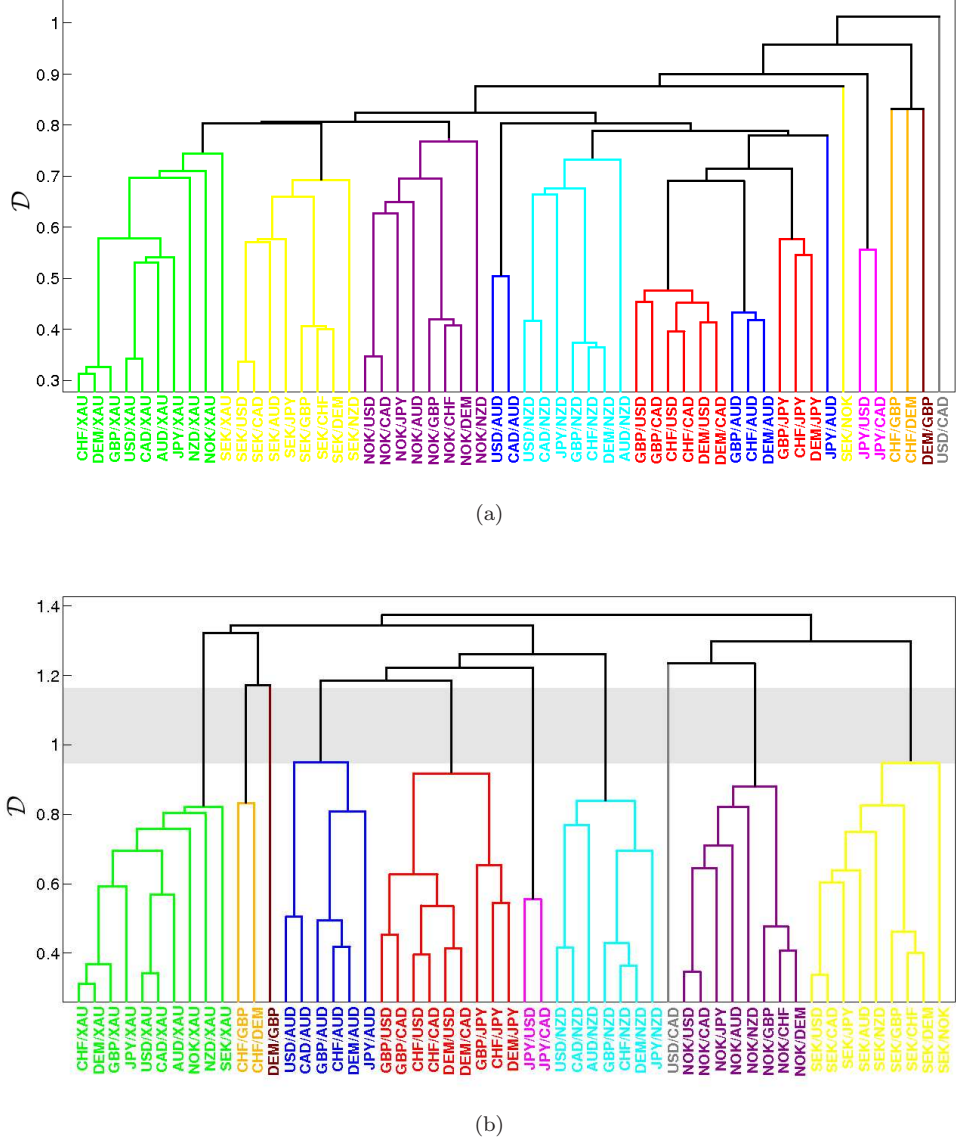 1
0.9
0.8
0.7
0.6
0.5
0.4
0.3
𝒟
CHF/XAU
DEM/XAU
GBP/XAU
USD/XAU
CAD/XAU
AUD/XAU
JPY/XAU
NZD/XAU
NOK/XAU
SEK/XAU
SEK/USD
SEK/CAD
SEK/AUD
SEK/JPY
SEK/GBP
SEK/CHF
SEK/DEM
SEK/NZD
NOK/USD
NOK/CAD
NOK/JPY
NOK/AUD
NOK/GBP
NOK/CHF
NOK/DEM
NOK/NZD
USD/AUD
CAD/AUD
USD/NZD
CAD/NZD
JPY/NZD
GBP/NZD
CHF/NZD
DEM/NZD
AUD/NZD
GBP/USD
GBP/CAD
CHF/USD
CHF/CAD
DEM/USD
DEM/CAD
GBP/AUD
CHF/AUD
DEM/AUD
GBP/JPY
CHF/JPY
DEM/JPY
JPY/AUD
SEK/NOK
JPY/USD
JPY/CAD
CHF/GBP
CHF/DEM
DEM/GBP
USD/CAD
(a)
1.4
1.2
1
0.8
0.6
0.4
𝒟
CHF/XAU
DEM/XAU
GBP/XAU
JPY/XAU
USD/XAU
CAD/XAU
AUD/XAU
NOK/XAU
NZD/XAU
SEK/XAU
CHF/GBP
CHF/DEM
DEM/GBP
USD/AUD
CAD/AUD
GBP/AUD
CHF/AUD
DEM/AUD
JPY/AUD
GBP/USD
GBP/CAD
CHF/USD
CHF/CAD
DEM/USD
DEM/CAD
GBP/JPY
CHF/JPY
DEM/JPY
JPY/USD
JPY/CAD
USD/NZD
CAD/NZD
AUD/NZD
GBP/NZD
CHF/NZD
DEM/NZD
JPY/NZD
USD/CAD
NOK/USD
NOK/CAD
NOK/JPY
NOK/AUD
NOK/NZD
NOK/GBP
NOK/CHF
NOK/DEM
SEK/USD
SEK/CAD
SEK/JPY
SEK/AUD
SEK/NZD
SEK/GBP
SEK/CHF
SEK/DEM
SEK/NOK
(b)